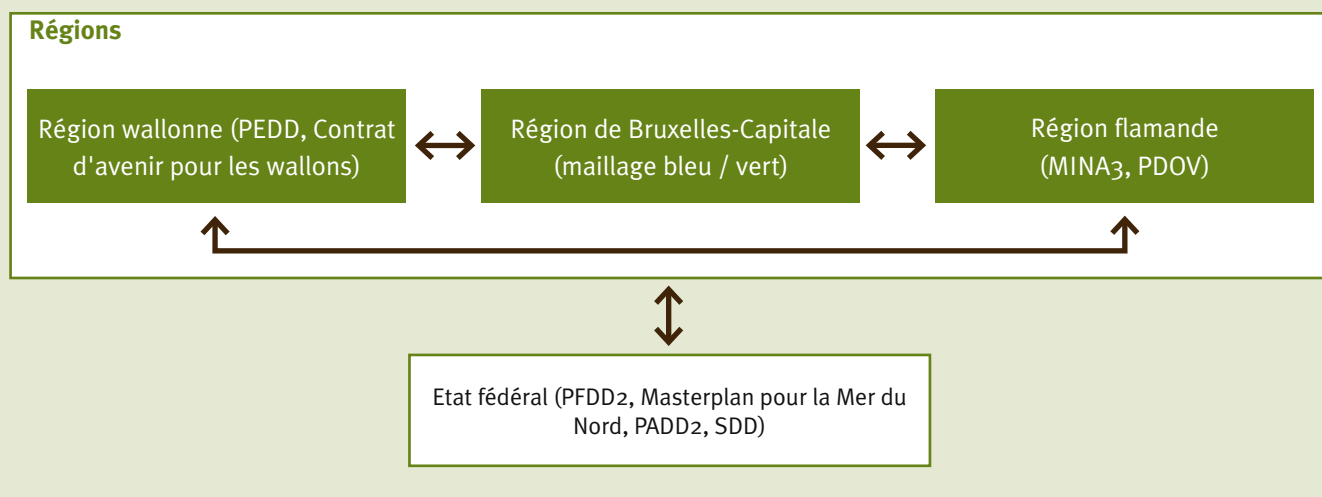 Régions
Région wallonne (PEDD, Contrat
d'avenir pour les wallons)
Région de Bruxelles-Capitale
(maillage bleu / vert)
Région flamande
(MINA3, PDOV)
Etat fédéral (PFDD2, Masterplan pour la Mer du
Nord, PADD2, SDD)